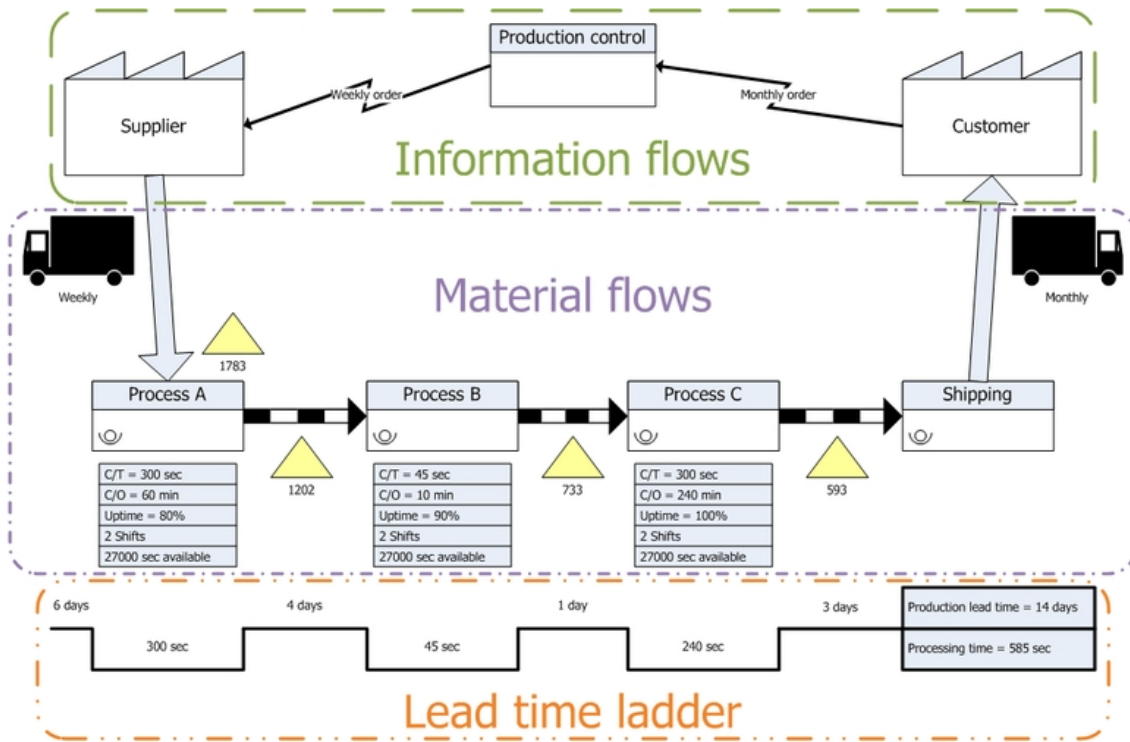 Production control
Weekly order
Monthly order
Supplier
Customer
Information flows
Weekly
Material flows
Monthly
1783
Process A
Process B
Process C
Shipping
1202
733
593
C/T = 300 sec
C/O = 60 min
Uptime = 80%
2 Shifts
27000 sec available
C/T = 45 sec
C/O = 10 min
Uptime = 90%
2 Shifts
27000 sec available
C/T = 300 sec
C/O = 240 min
Uptime = 100%
2 Shifts
27000 sec available
6 days
4 days
1 day
3 days
Production lead time = 14 days
300 sec
45 sec
240 sec
Processing time = 585 sec
Lead time ladder